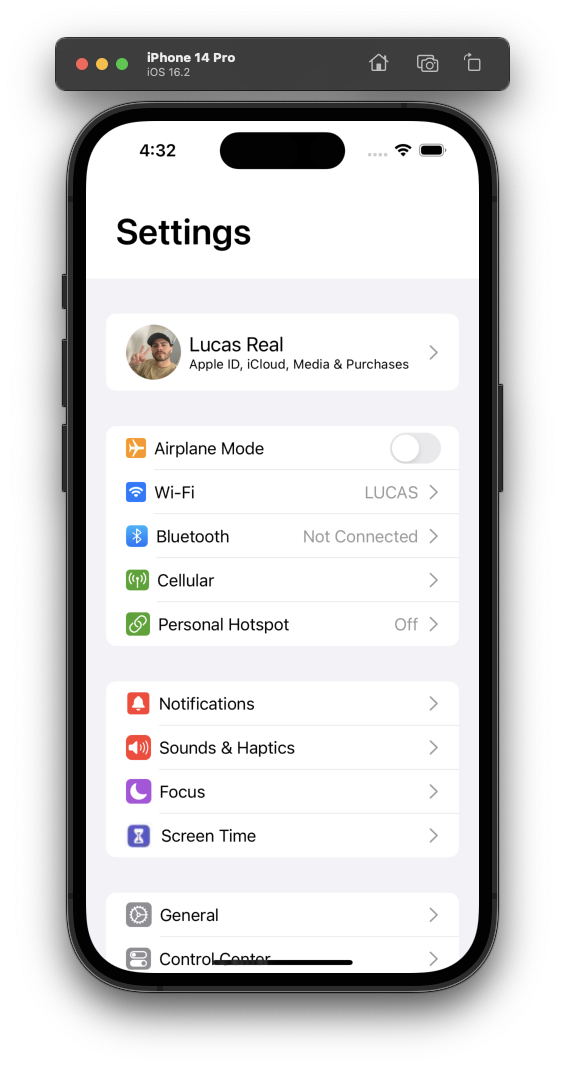 iPhone 14 Pro
iOS 16.2
4:32
Settings
Lucas Real
Apple ID, iCloud, Media & Purchases
Airplane Mode
Wi-Fi LUCAS
Bluetooth Not Connected
Cellular
Personal Hotspot Off
Notifications
Sounds & Haptics
Focus
Screen Time
General
Control Center